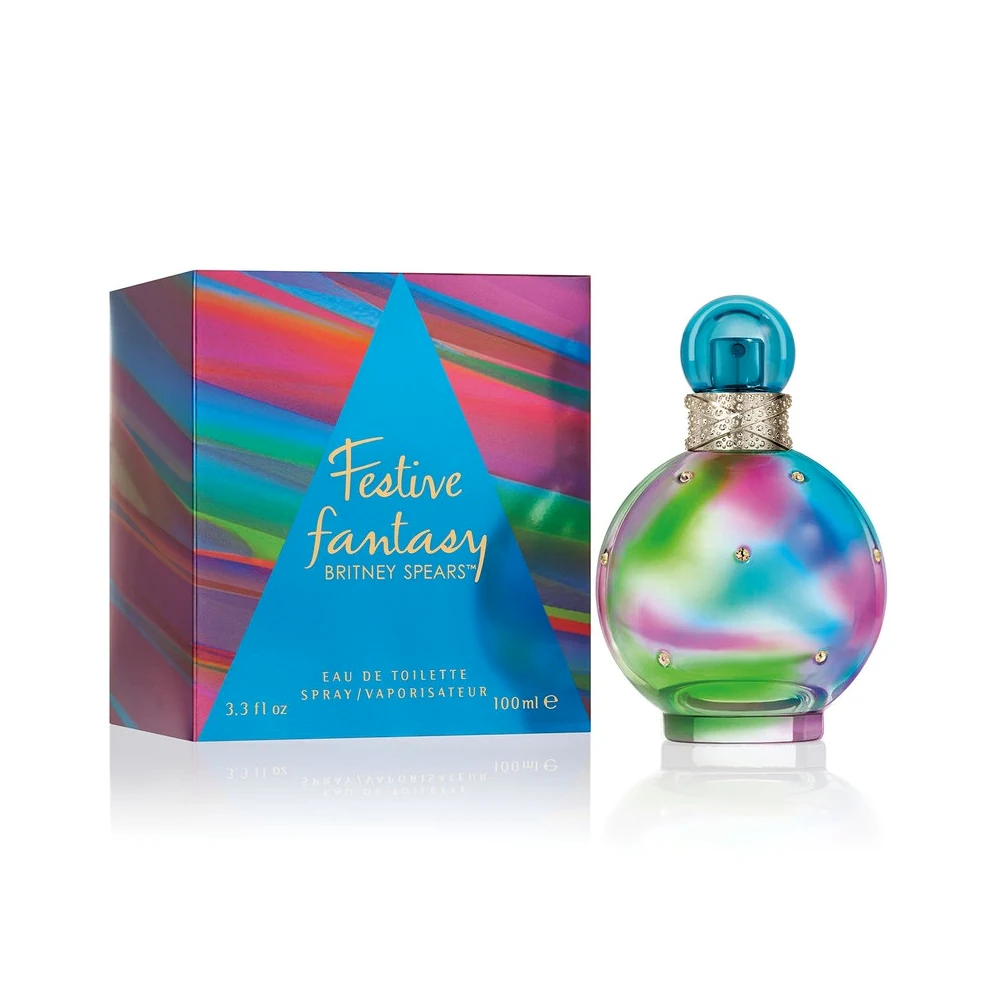 Festive
fantasy
BRITNEY SPEARS™
EAU DE TOILETTE
SPRAY/VAPORISATEUR
3.3 fl oz
100ml ℮